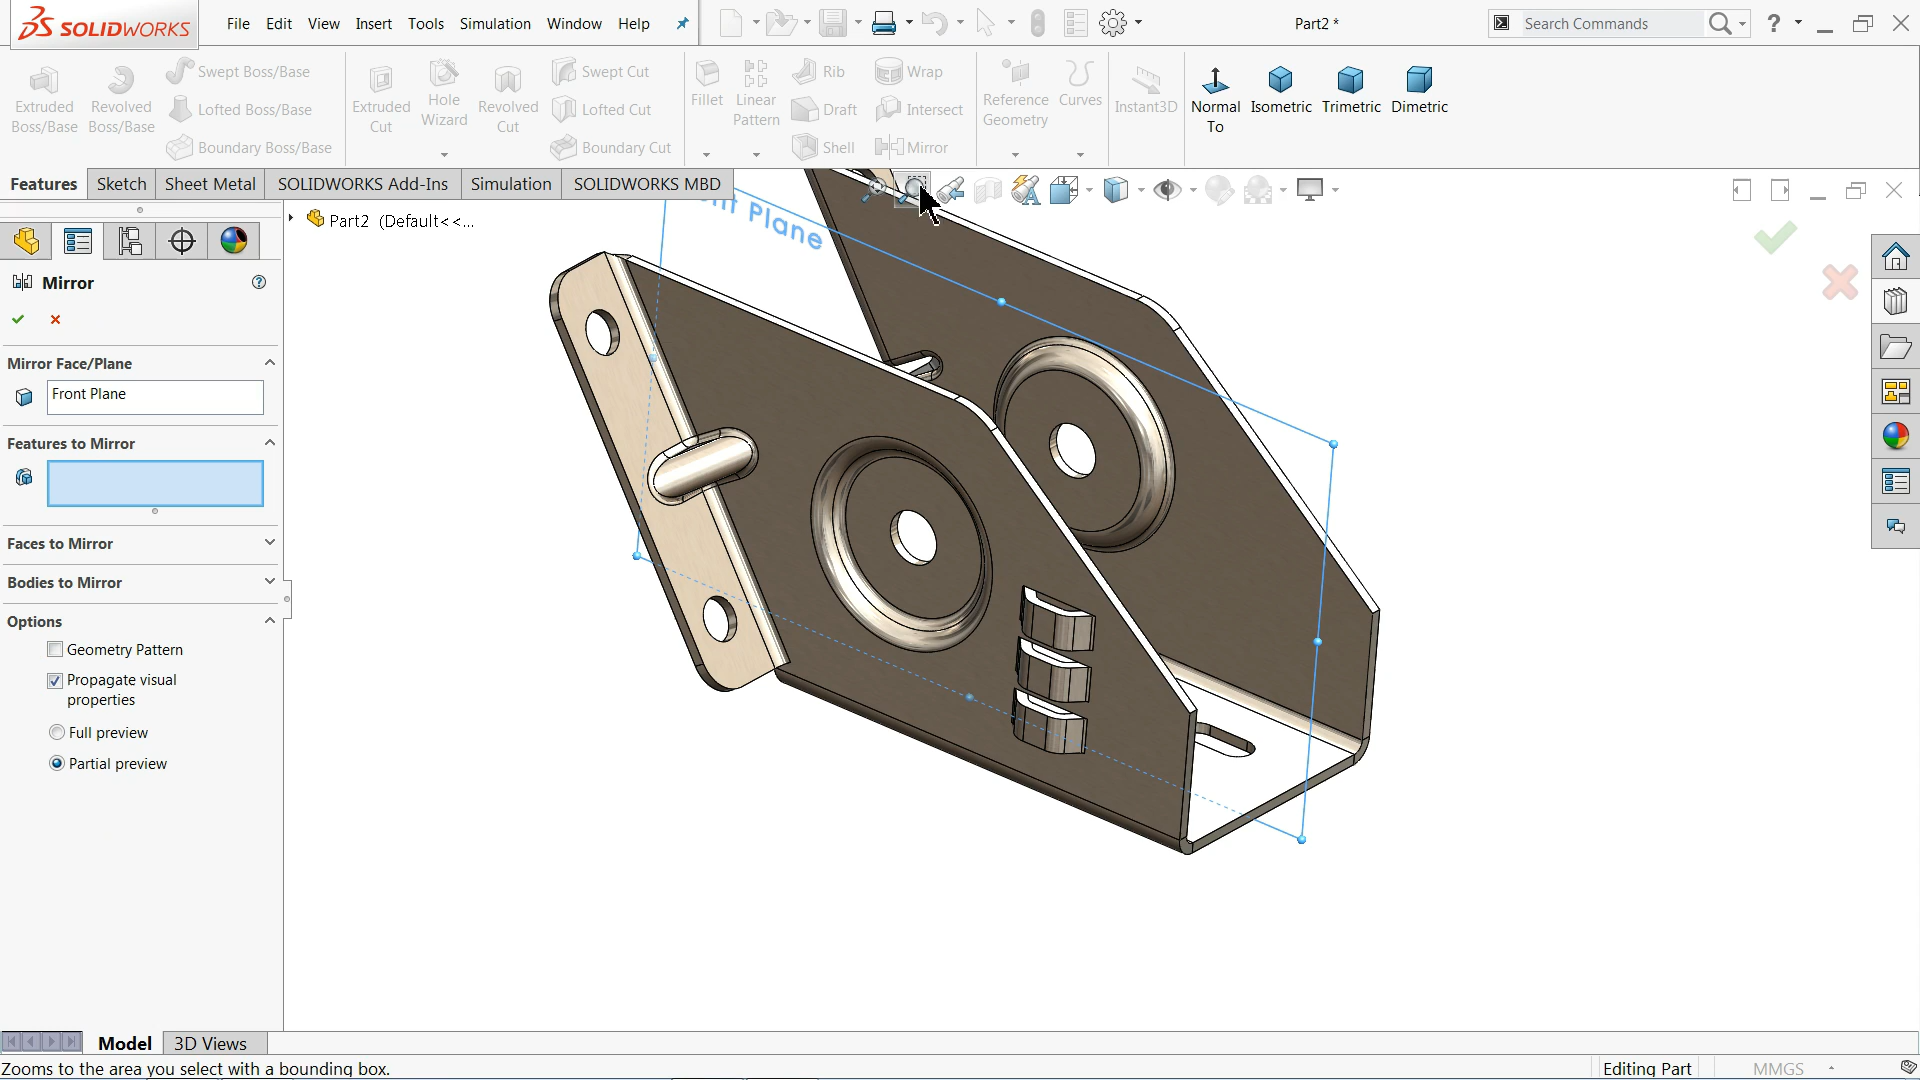 SOLIDWORKS File Edit View Insert Tools Simulation Window Help Part2 * Search Commands ?
Extruded Boss/Base
Revolved Boss/Base
Swept Boss/Base
Lofted Boss/Base
Boundary Boss/Base
Extruded Cut
Hole Wizard
Revolved Cut
Swept Cut
Lofted Cut
Boundary Cut
Fillet
Linear Pattern
Rib
Draft
Shell
Wrap
Intersect
Mirror
Reference Geometry
Curves
Instant3D
Normal To
Isometric
Trimetric
Dimetric
Features Sketch Sheet Metal SOLIDWORKS Add-Ins Simulation SOLIDWORKS MBD
Part2 (Default<<...
Plane
Mirror
Mirror Face/Plane
Front Plane
Features to Mirror
Faces to Mirror
Bodies to Mirror
Options
Geometry Pattern
Propagate visual
properties
Full preview
Partial preview
Model 3D Views
Zooms to the area you select with a bounding box. Editing Part MMGS